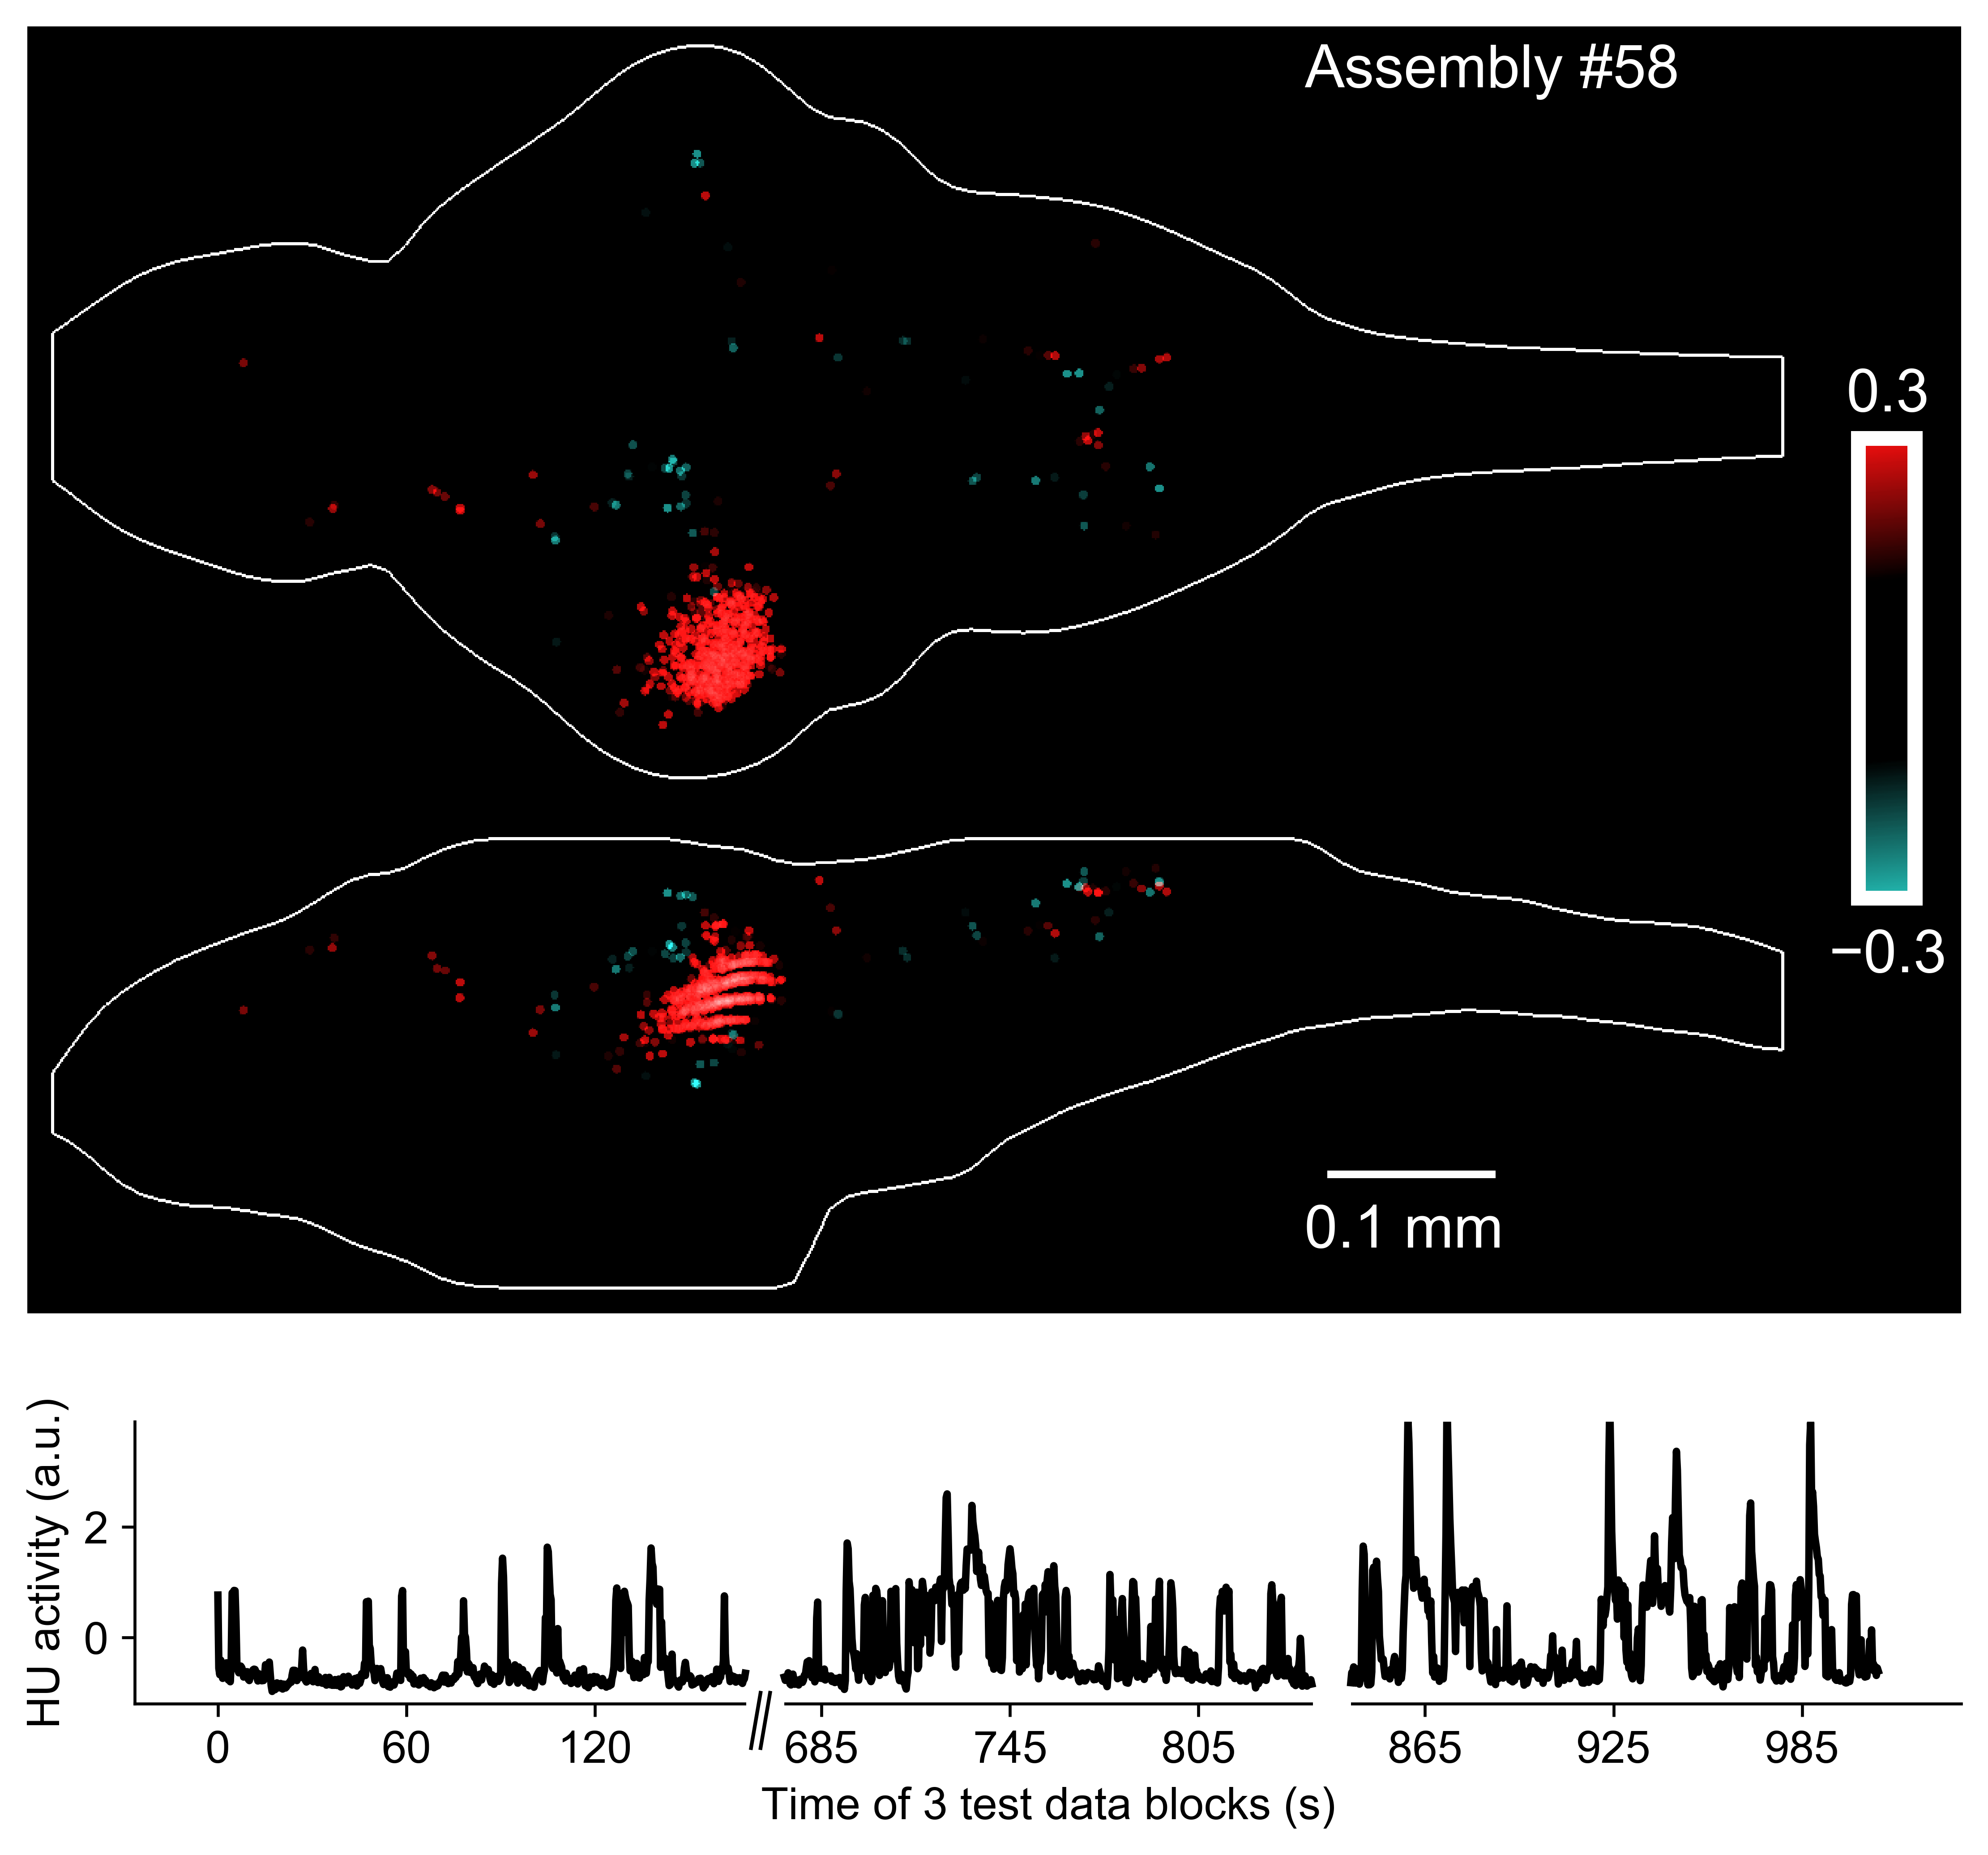 Assembly #58
0.3
−0.3
0.1 mm
HU activity (a.u.)
2
0
0 60 120 685 745 805 865 925 985
Time of 3 test data blocks (s)